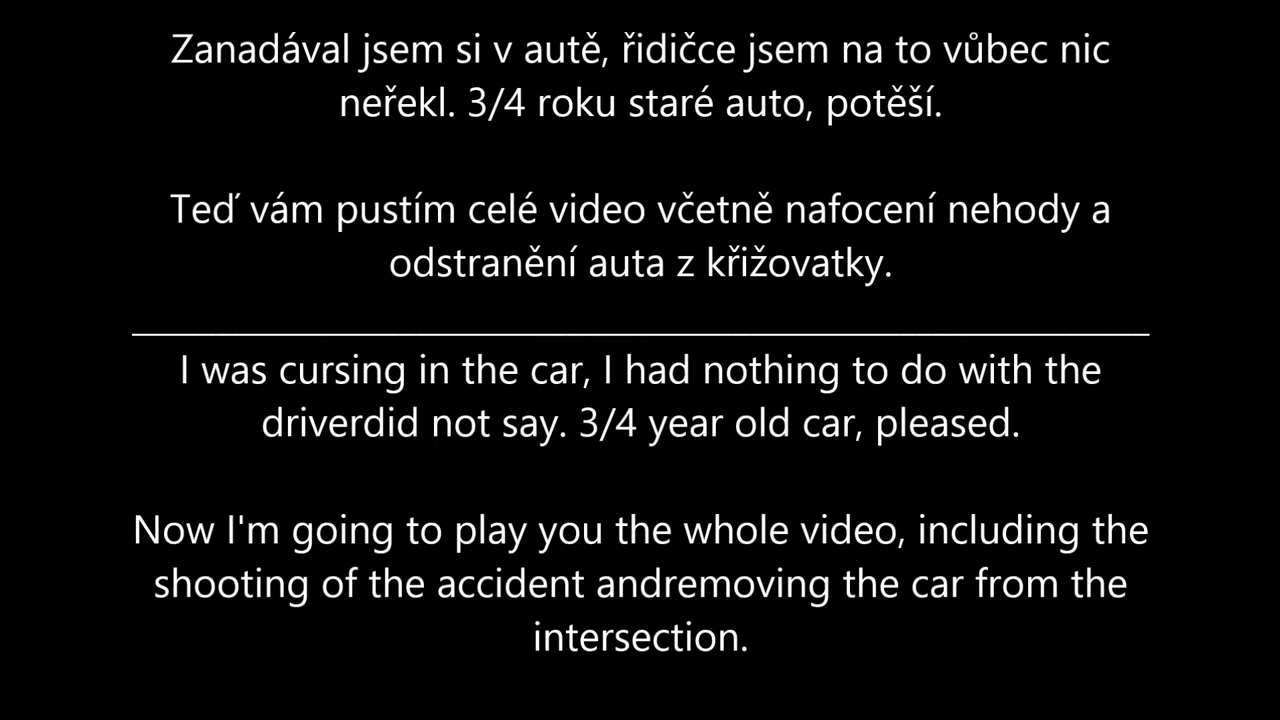 Zanadával jsem si v autě, řidičce jsem na to vůbec nic
neřekl. 3/4 roku staré auto, potěší.
Teď vám pustím celé video včetně nafocení nehody a
odstranění auta z křižovatky.
I was cursing in the car, I had nothing to do with the
driverdid not say. 3/4 year old car, pleased.
Now I'm going to play you the whole video, including the
shooting of the accident andremoving the car from the
intersection.